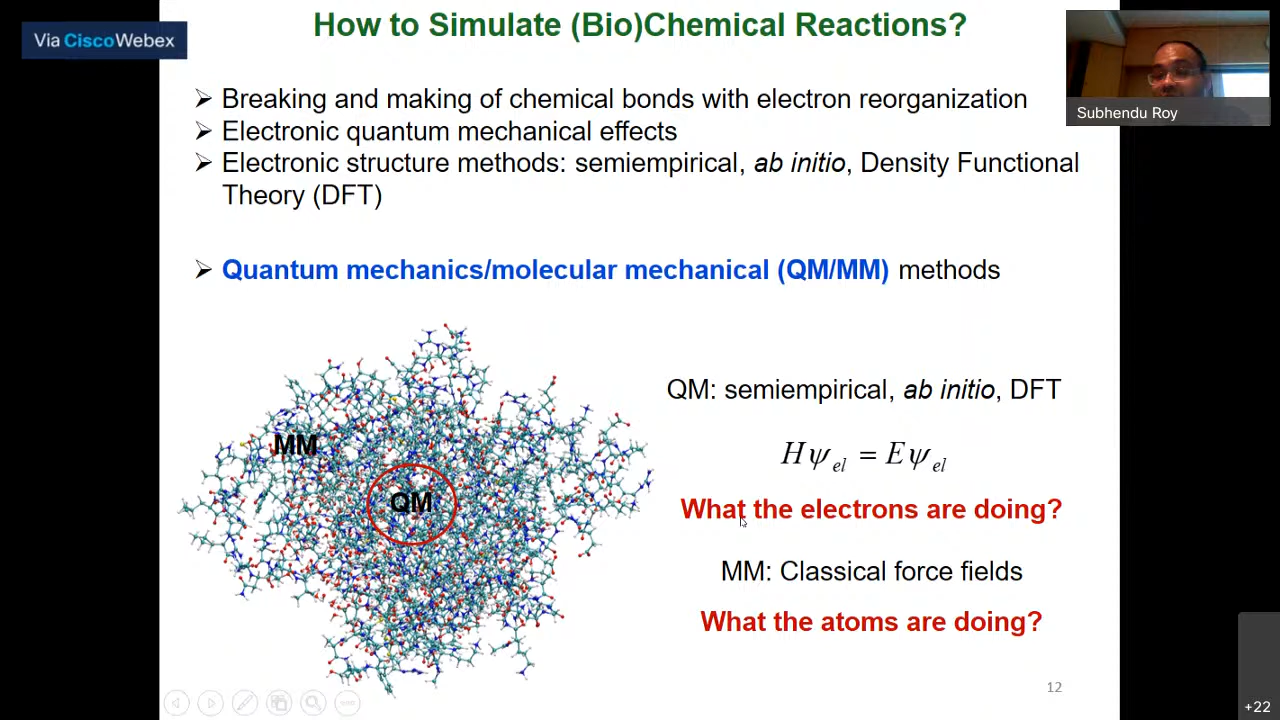 How to Simulate (Bio)Chemical Reactions?
Via CiscoWebex
Subhendu Roy
➢ Breaking and making of chemical bonds with electron reorganization
➢ Electronic quantum mechanical effects
➢ Electronic structure methods: semiempirical, ab initio, Density Functional
Theory (DFT)
➢ Quantum mechanics/molecular mechanical (QM/MM) methods
MM
QM
QM: semiempirical, ab initio, DFT
Hψel = Eψel
What the electrons are doing?
MM: Classical force fields
What the atoms are doing?
12
+22